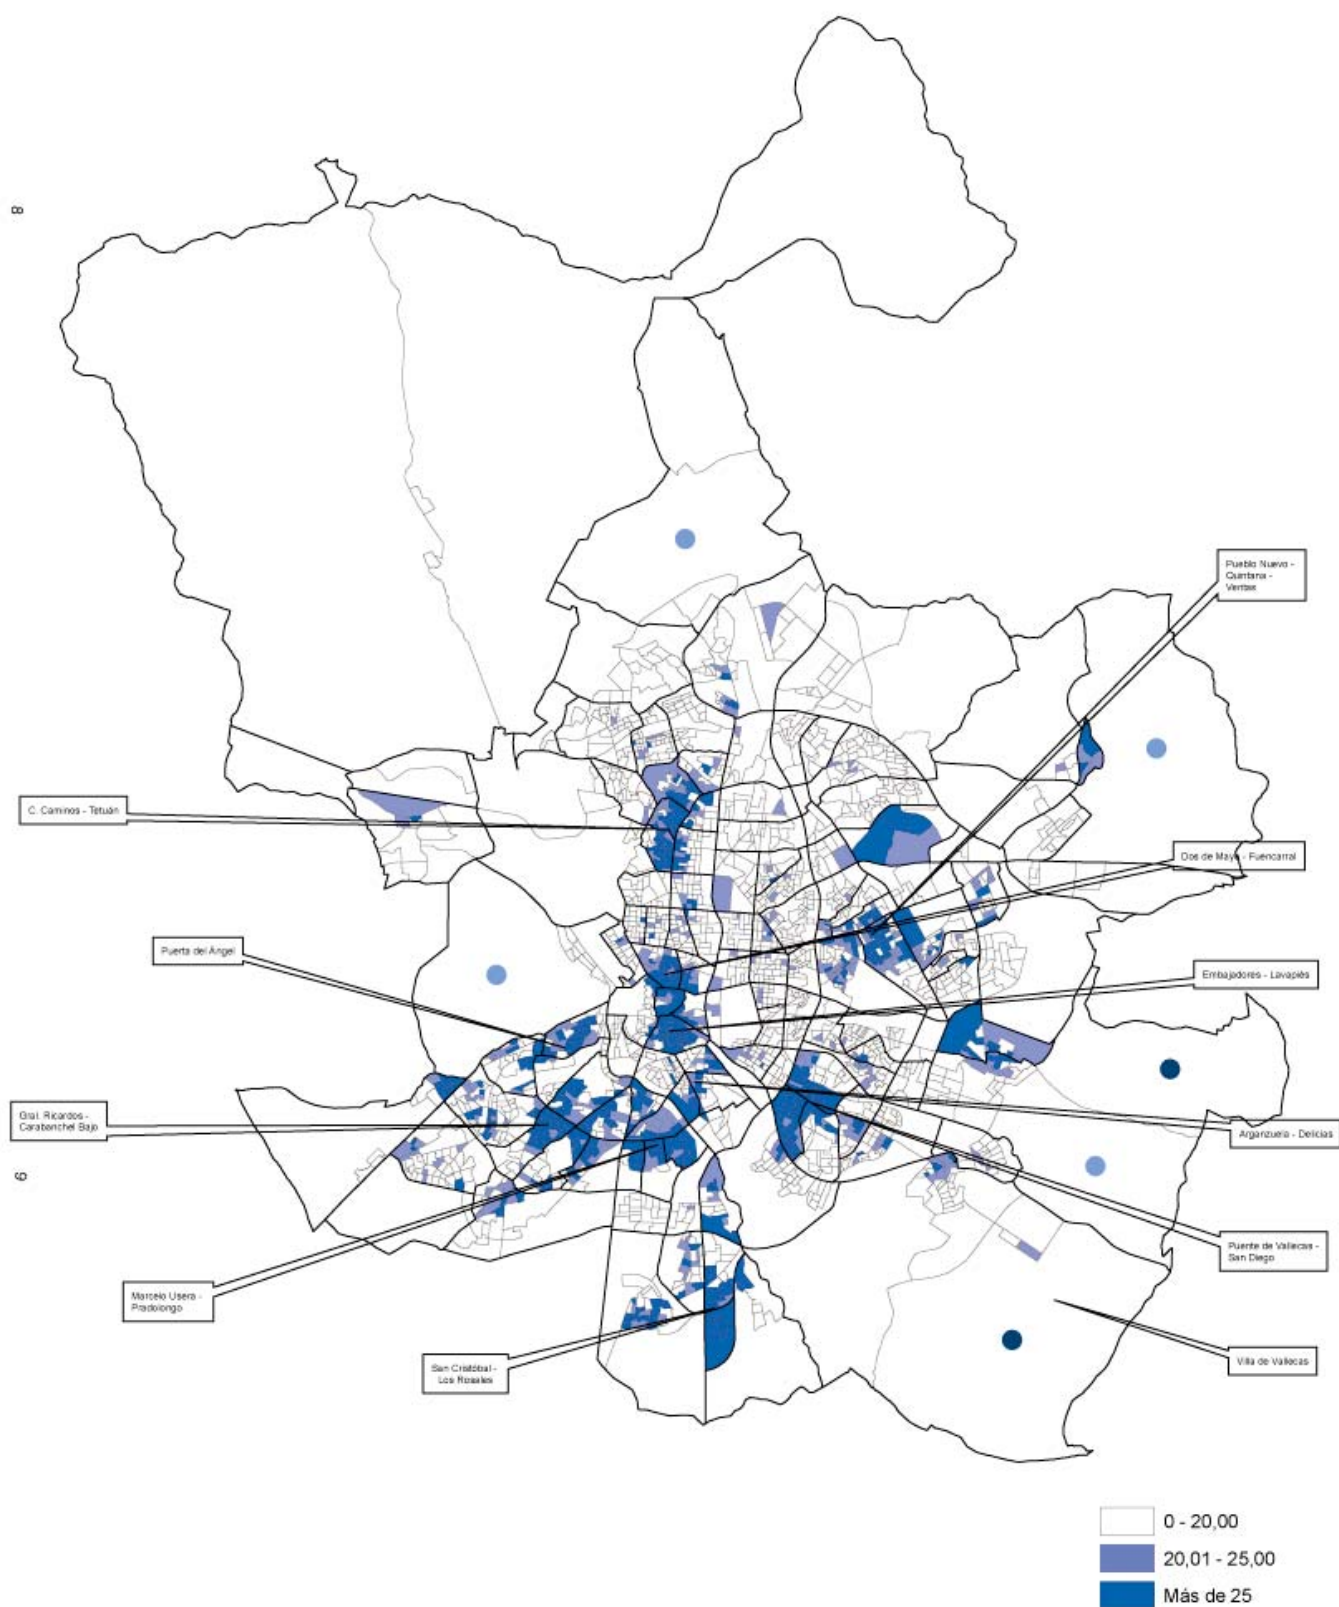 8
Pueblo Nuevo -
Quintana -
Ventas
C. Caminos - Tetuán
Dos de Mayo - Fuencarral
Puerta del Ángel
Embajadores - Lavapiés
Gral. Ricardos -
Carabanchel Bajo
Arganzuela - Delicias
9
Puente de Vallecas -
San Diego
Marcelo Usera -
Pradolongo
San Cristóbal -
Los Rosales
Villa de Vallecas
0 - 20,00
20,01 - 25,00
Más de 25